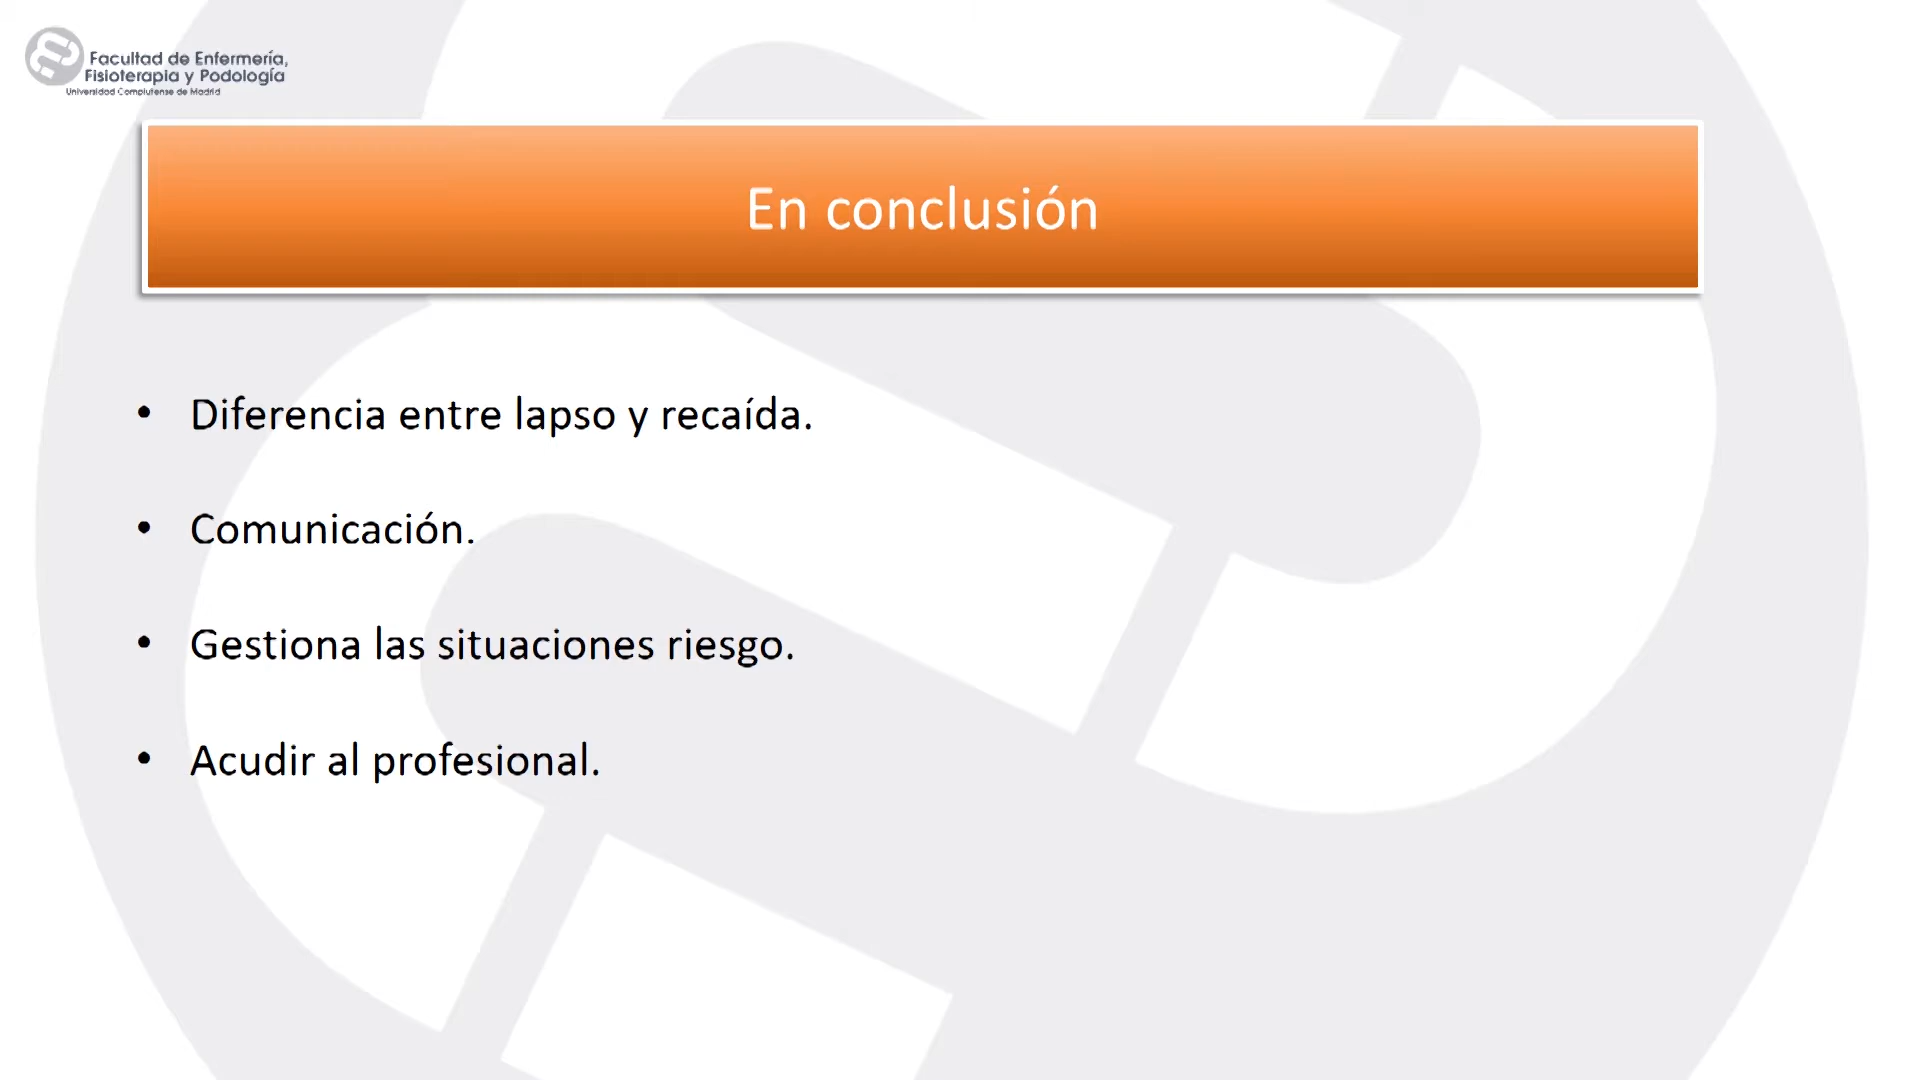 Facultad de Enfermería,
Fisioterapia y Podología
Universidad Complutense de Madrid
En conclusión
• Diferencia entre lapso y recaída.
• Comunicación.
• Gestiona las situaciones riesgo.
• Acudir al profesional.